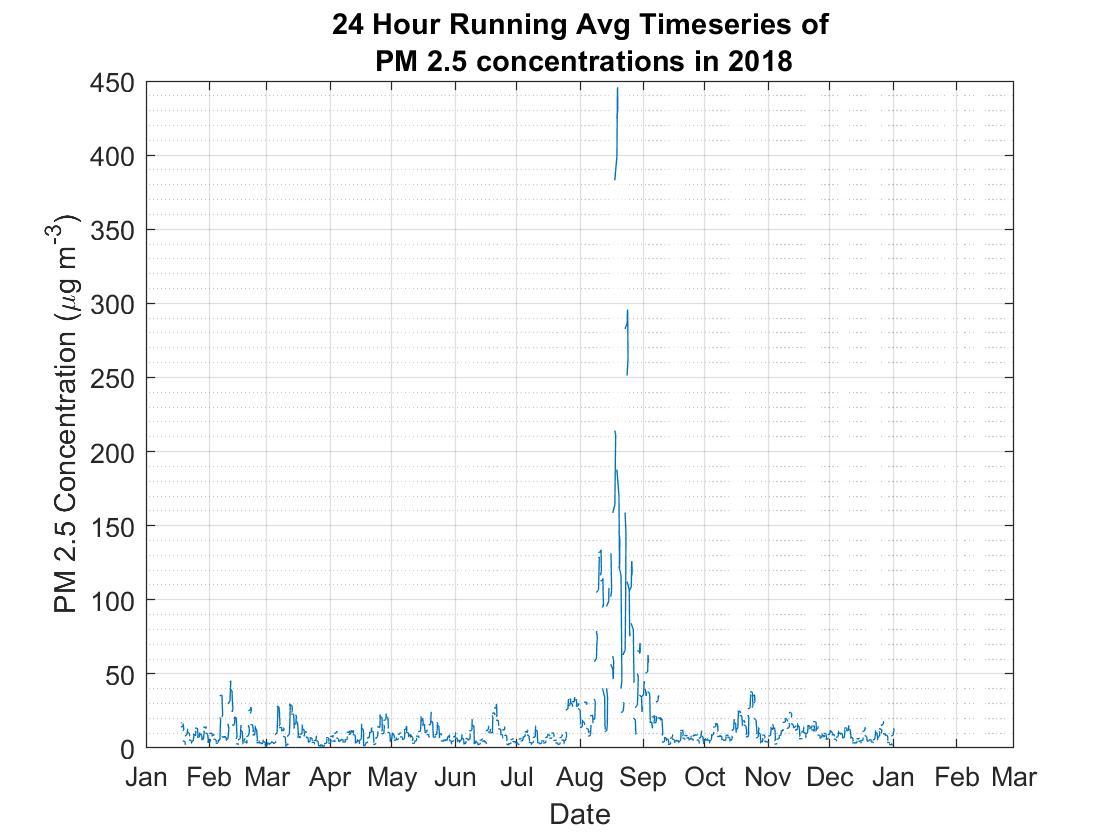 24 Hour Running Avg Timeseries of
PM 2.5 concentrations in 2018
450
400
350
300
250
200
150
100
50
0
PM 2.5 Concentration (μg m⁻³)
Jan Feb Mar Apr May Jun Jul Aug Sep Oct Nov Dec Jan Feb Mar
Date